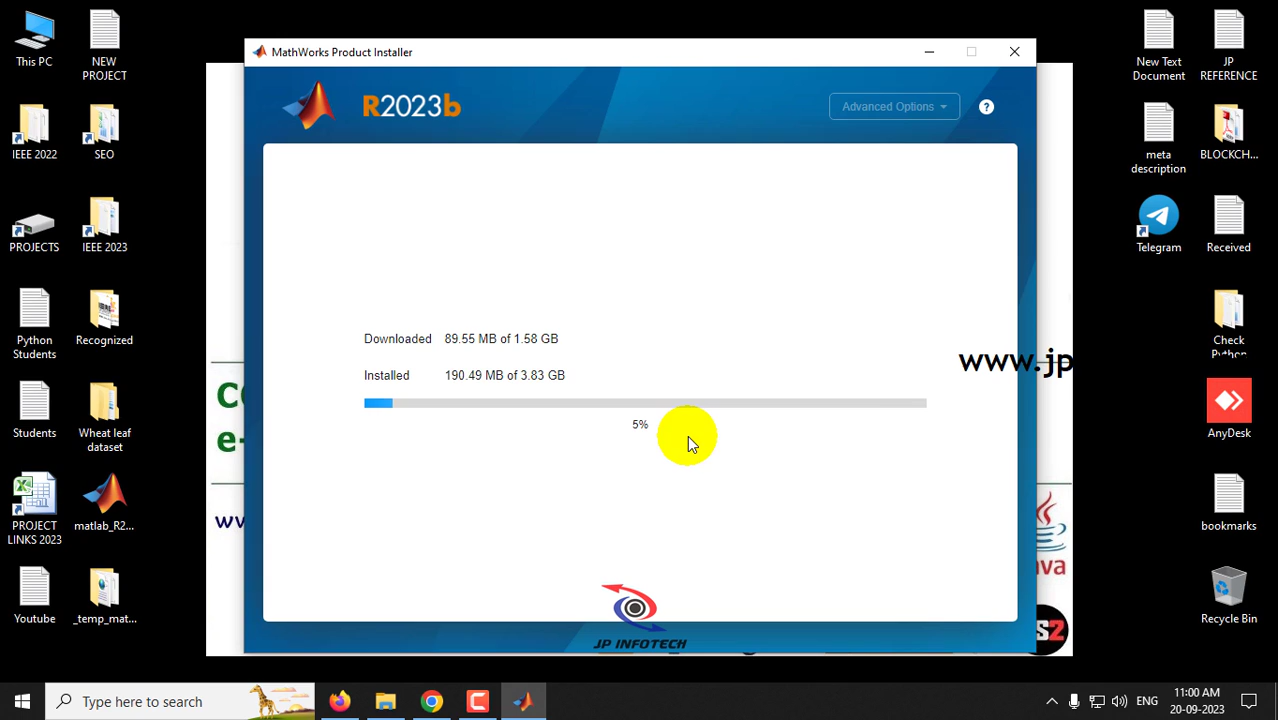 This PC
NEW
PROJECT
IEEE 2022
SEO
PROJECTS
IEEE 2023
Python
Students
Recognized
Students
Wheat leaf
dataset
PROJECT
LINKS 2023
matlab_R2...
Youtube
_temp_mat...
MathWorks Product Installer
R2023b
Advanced Options
?
Downloaded 89.55 MB of 1.58 GB
Installed 190.49 MB of 3.83 GB
5%
JP INFOTECH
www.jp
e-
S2
New Text
Document
JP
REFERENCE
meta
description
BLOCKCH...
Telegram
Received
Check
Python
AnyDesk
bookmarks
Recycle Bin
Type here to search
ENG
11:00 AM
20-09-2023